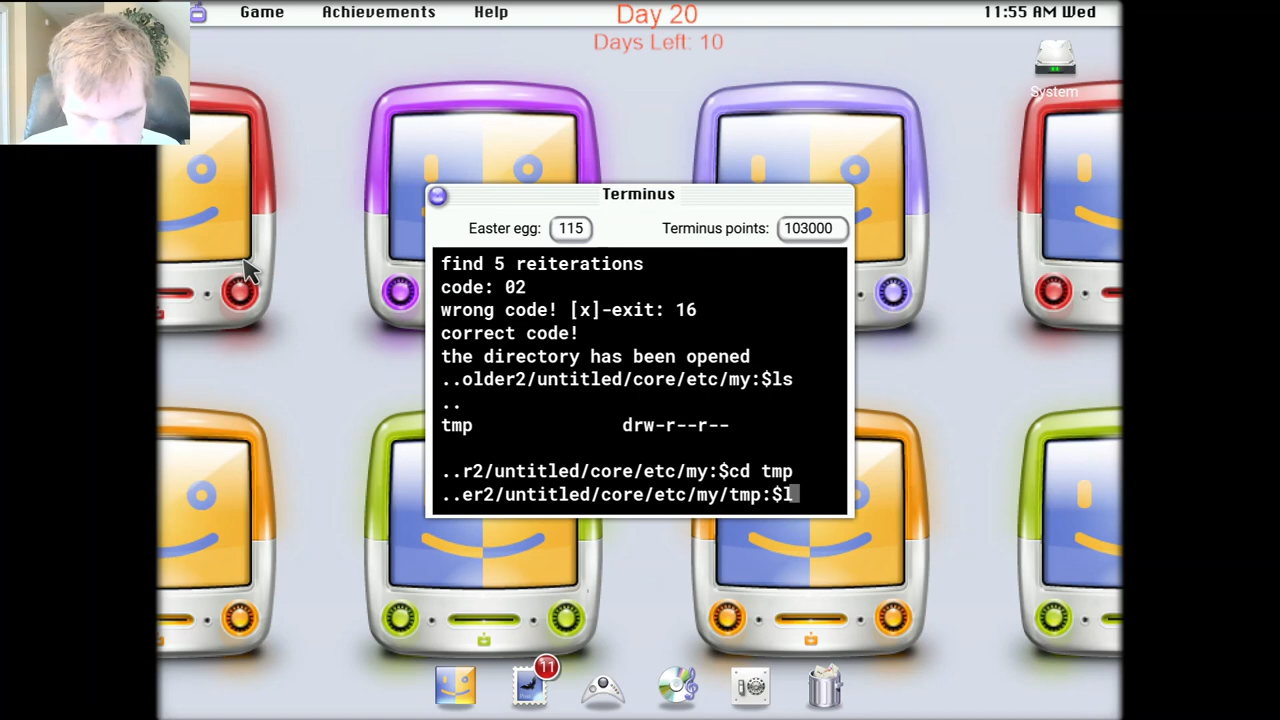 Game Achievements Help
Day 20
Days Left: 10
11:55 AM Wed
System
Terminus
Easter egg: 115 Terminus points: 103000
find 5 reiterations
code: 02
wrong code! [x]-exit: 16
correct code!
the directory has been opened
..older2/untitled/core/etc/my:$ls
..
tmp drw-r--r--
..r2/untitled/core/etc/my:$cd tmp
..er2/untitled/core/etc/my/tmp:$l
11